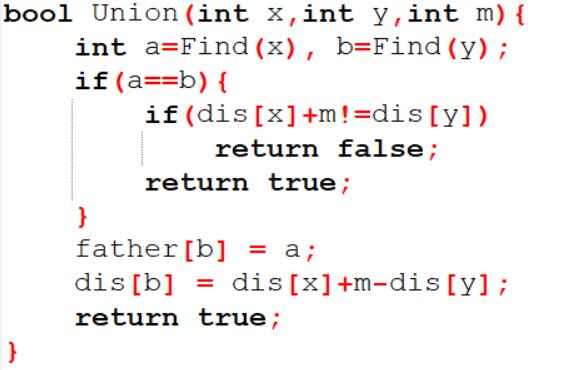 bool Union(int x,int y,int m){
    int a=Find(x), b=Find(y);
    if(a==b){
        if(dis[x]+m!=dis[y])
            return false;
        return true;
    }
    father[b] = a;
    dis[b] = dis[x]+m-dis[y];
    return true;
}